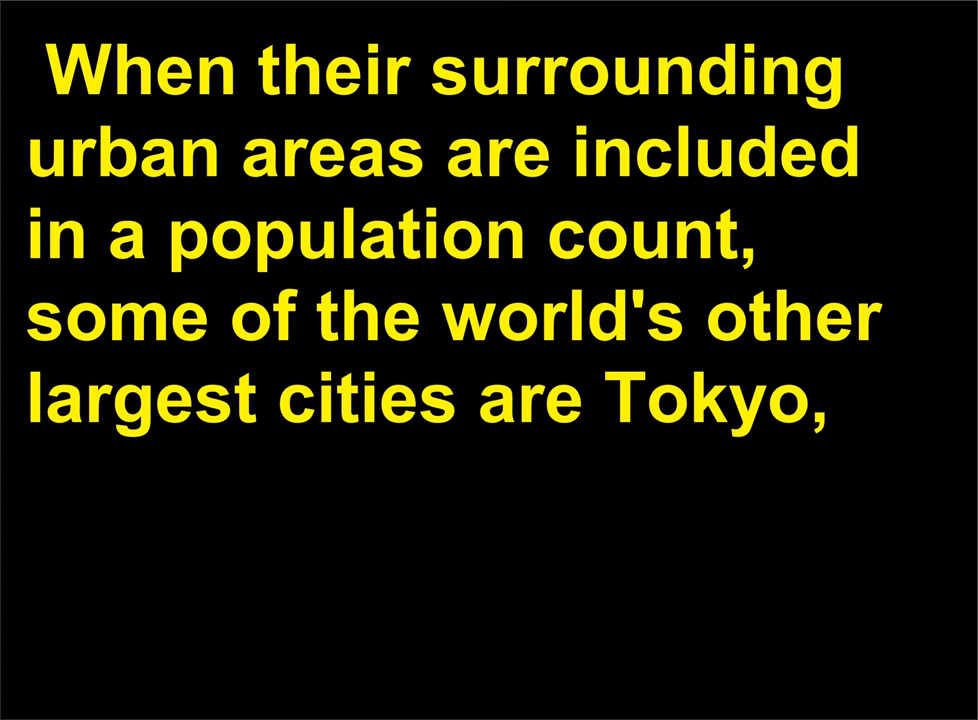 When their surrounding
urban areas are included
in a population count,
some of the world's other
largest cities are Tokyo,